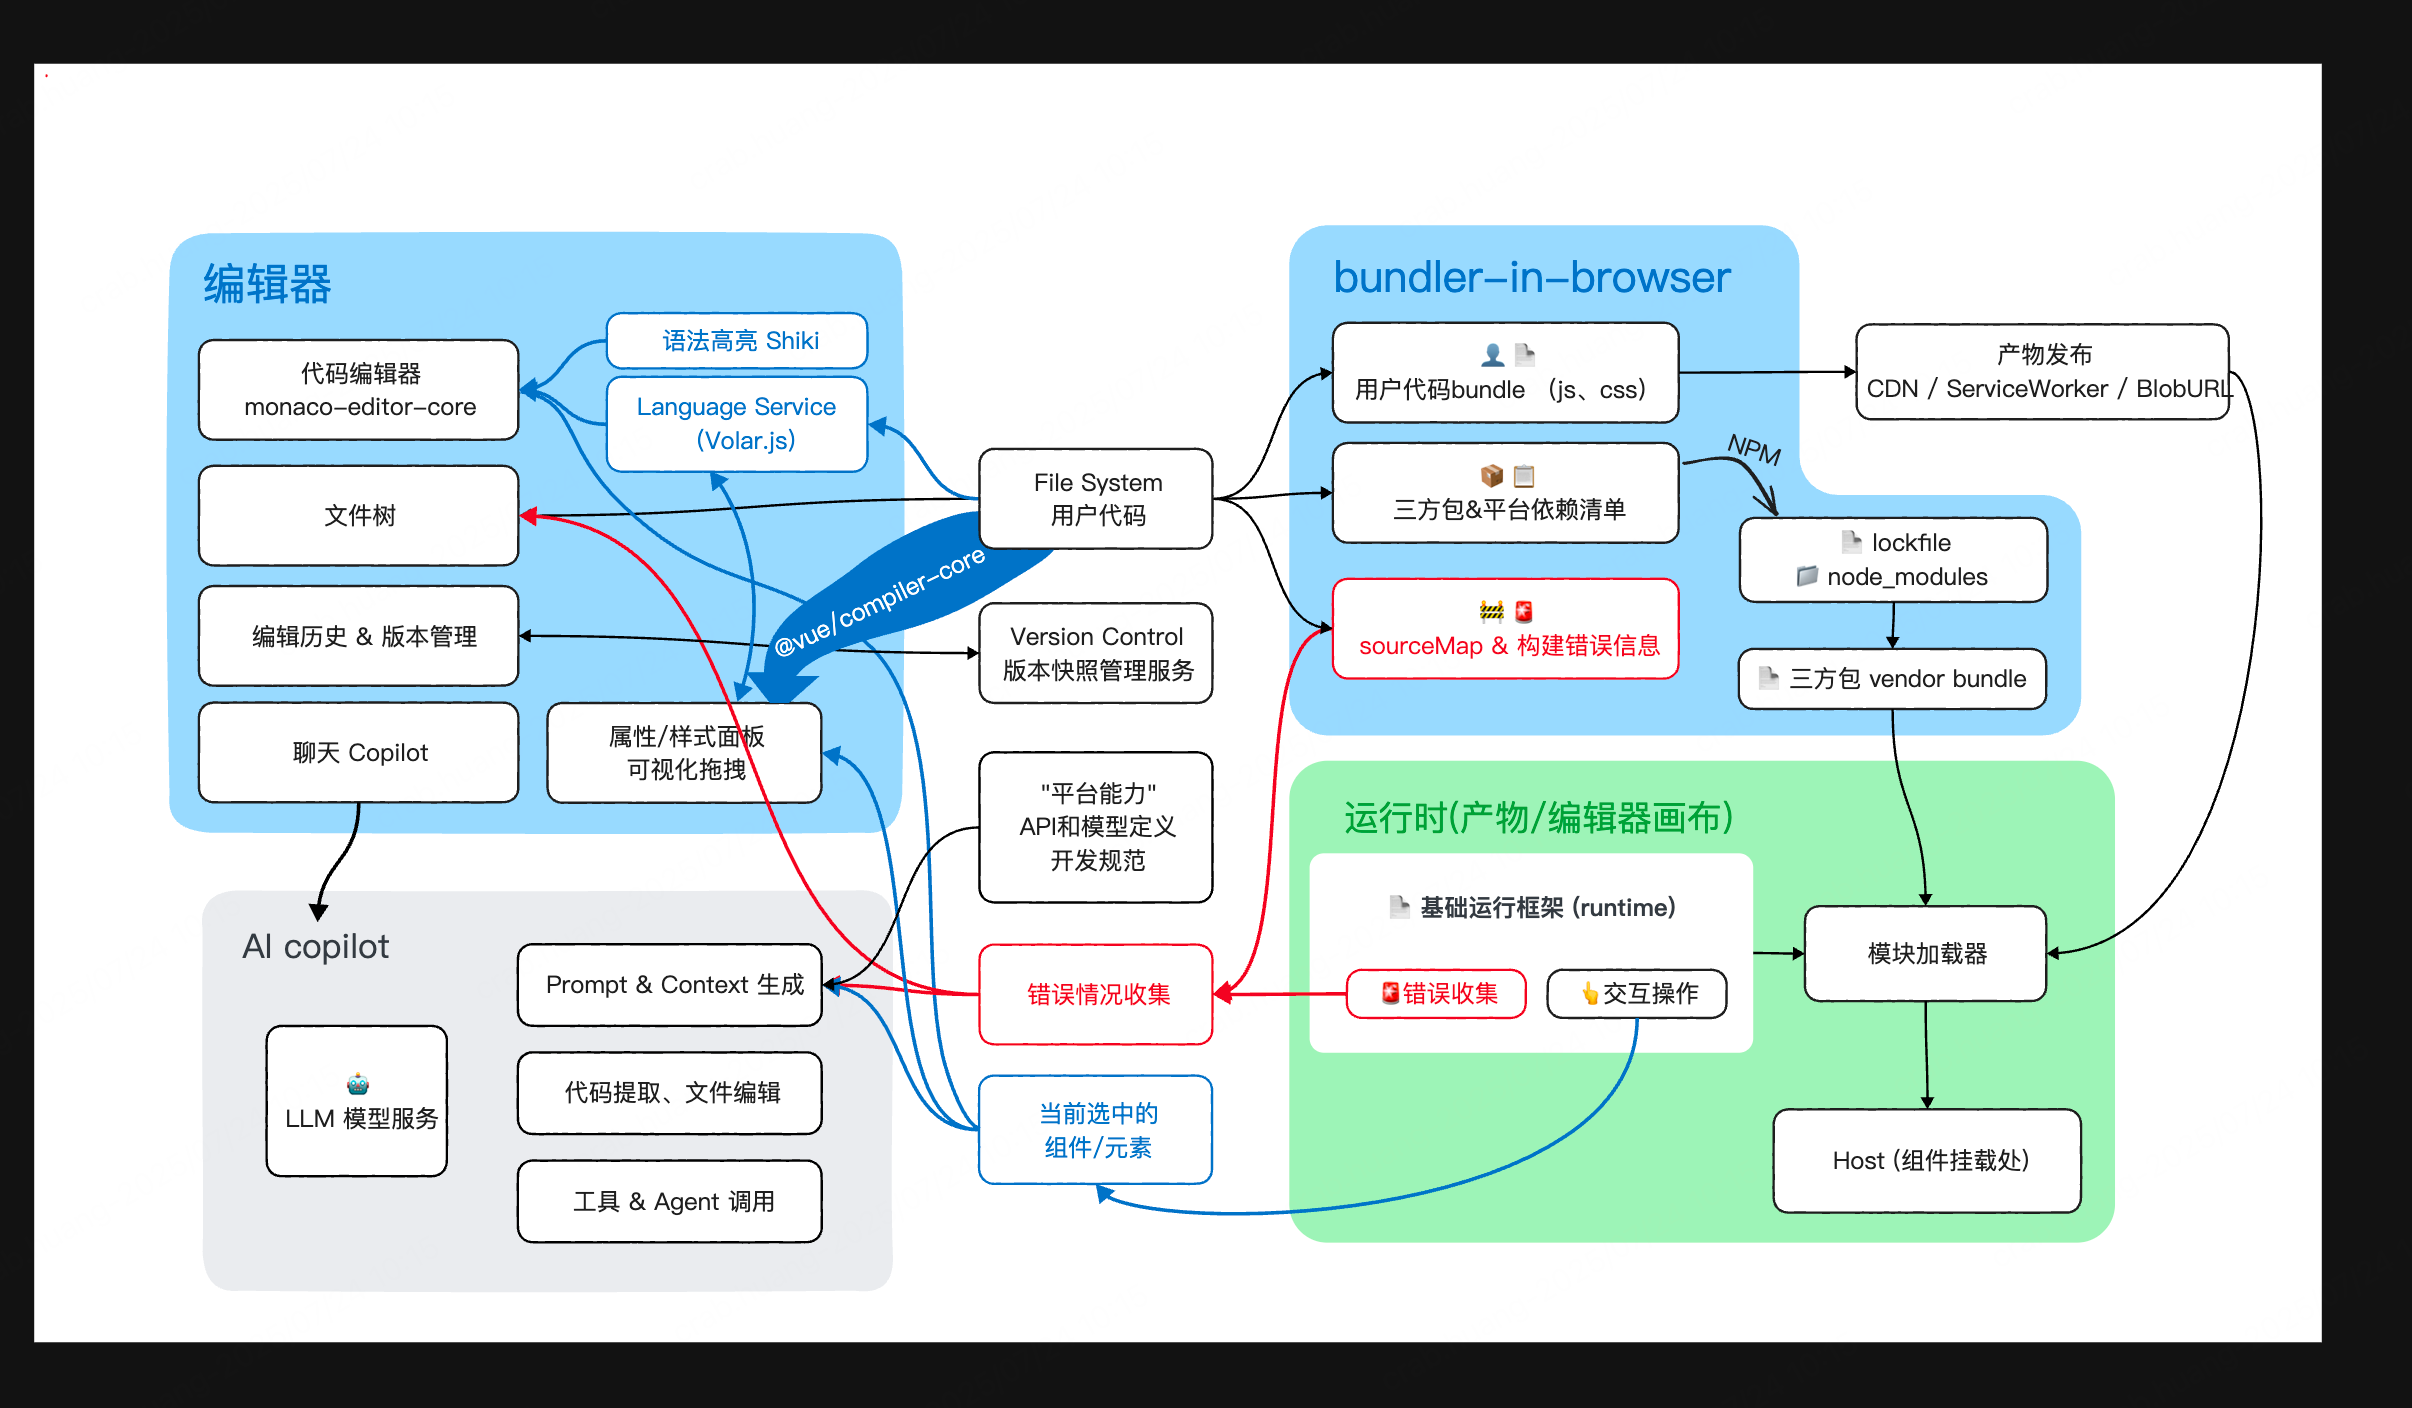 编辑器
代码编辑器
monaco-editor-core
语法高亮 Shiki
Language Service
(Volar.js)
文件树
编辑历史 & 版本管理
聊天 Copilot
属性/样式面板
可视化拖拽
@vue/compiler-core
File System
用户代码
Version Control
版本快照管理服务
"平台能力"
API和模型定义
开发规范
错误情况收集
当前选中的
组件/元素
AI copilot
LLM 模型服务
Prompt & Context 生成
代码提取、文件编辑
工具 & Agent 调用
bundler-in-browser
用户代码bundle （js、css）
三方包&平台依赖清单
sourceMap & 构建错误信息
NPM
lockfile
node_modules
三方包 vendor bundle
产物发布
CDN / ServiceWorker / BlobURL
运行时(产物/编辑器画布)
基础运行框架 (runtime)
错误收集
交互操作
模块加载器
Host (组件挂载处)